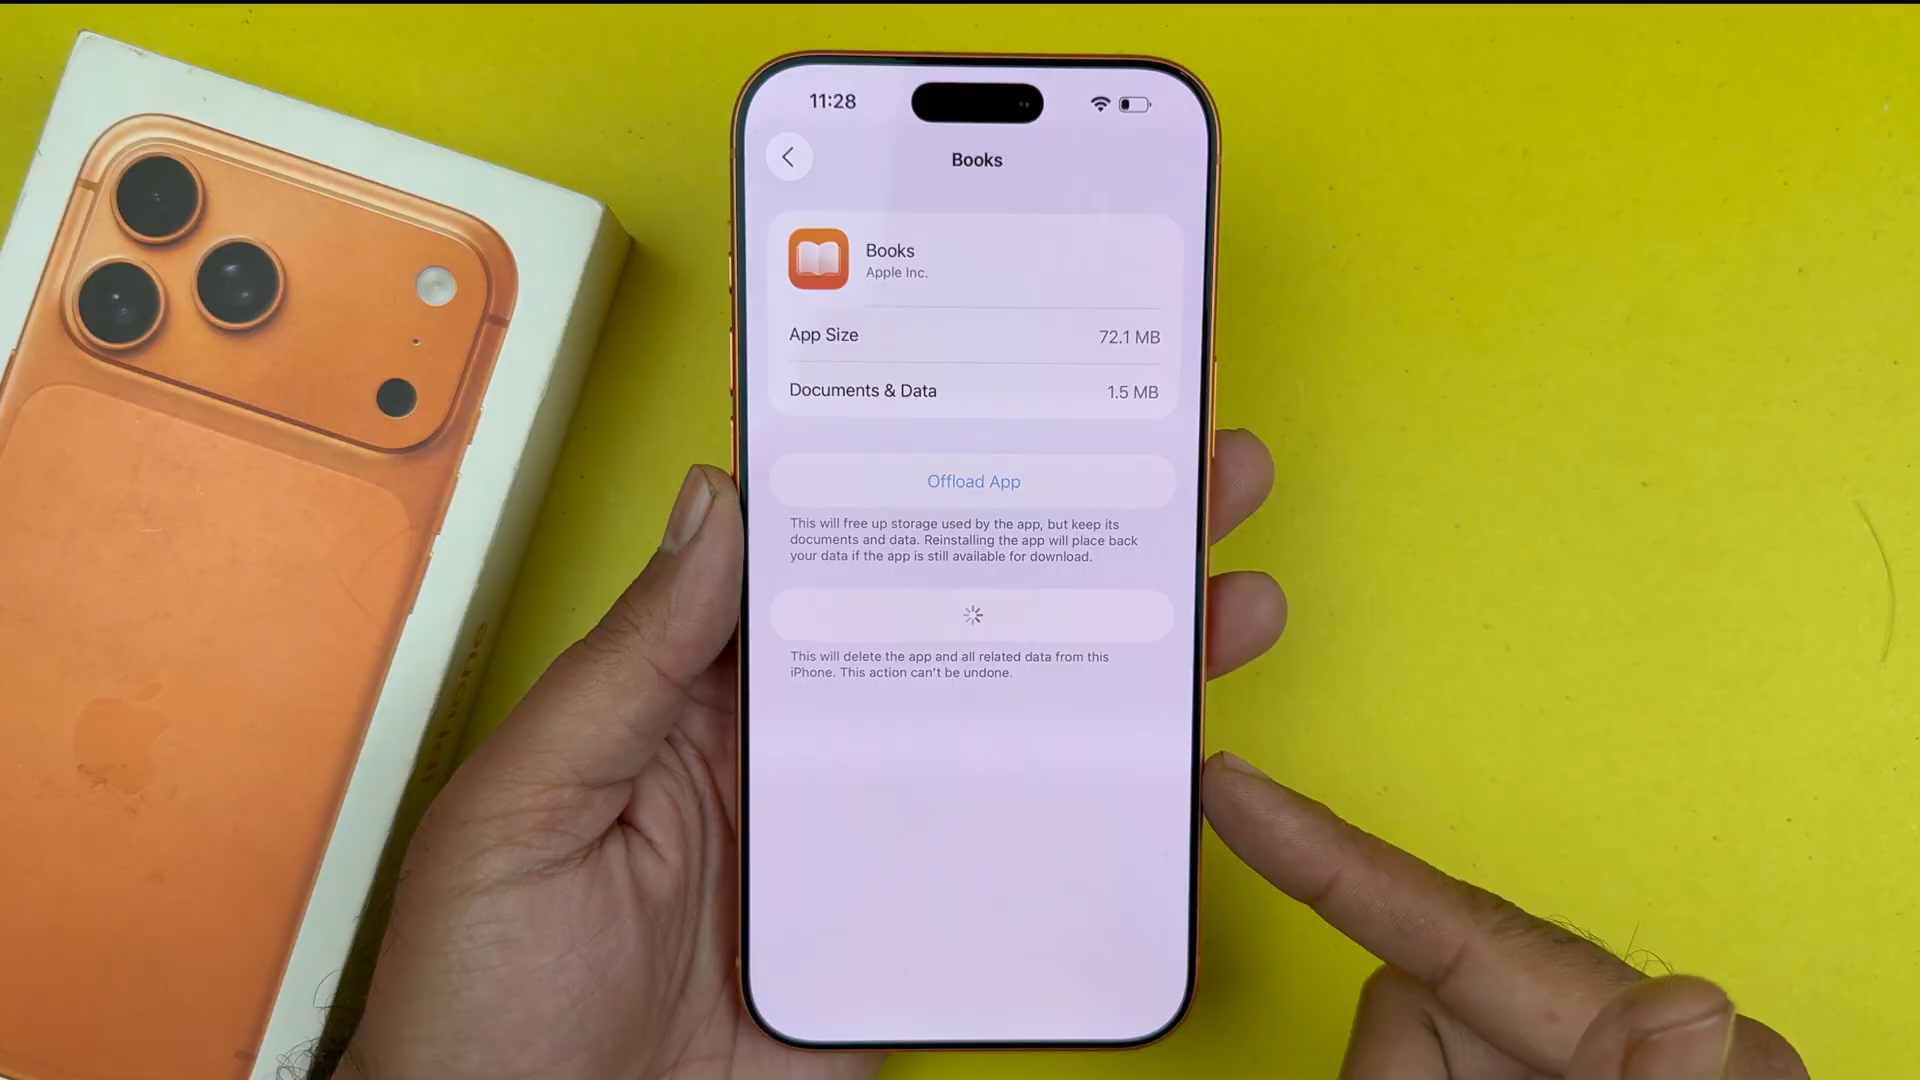 11:28
Books
Books
Apple Inc.
App Size 72.1 MB
Documents & Data 1.5 MB
Offload App
This will free up storage used by the app, but keep its
documents and data. Reinstalling the app will place back
your data if the app is still available for download.
This will delete the app and all related data from this
iPhone. This action can't be undone.
iPhone